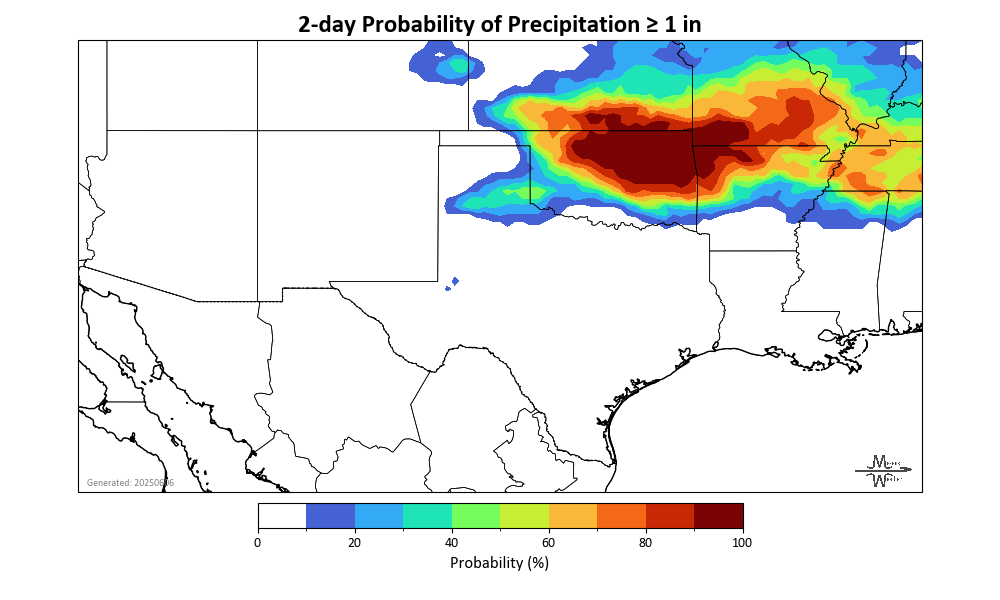 2-day Probability of Precipitation ≥ 1 in
Generated: 20250606
0 20 40 60 80 100
Probability (%)